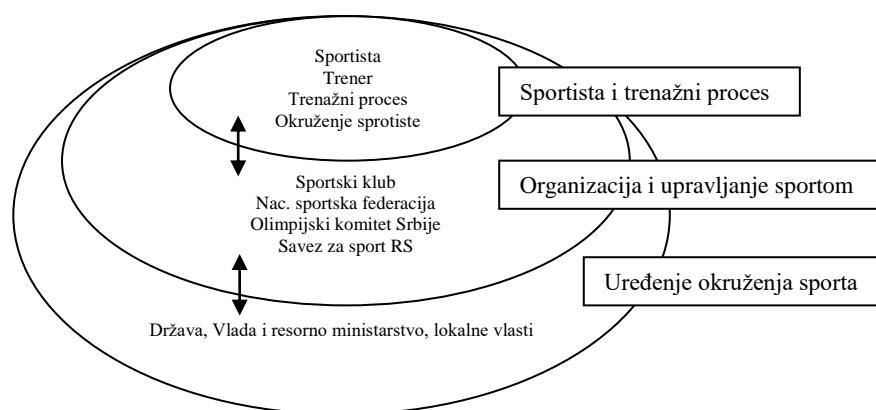 Sportista
Trener
Trenažni proces
Okruženje sprotiste
Sportista i trenažni proces
Sportski klub
Nac. sportska federacija
Olimpijski komitet Srbije
Savez za sport RS
Organizacija i upravljanje sportom
Uređenje okruženja sporta
Država, Vlada i resorno ministarstvo, lokalne vlasti